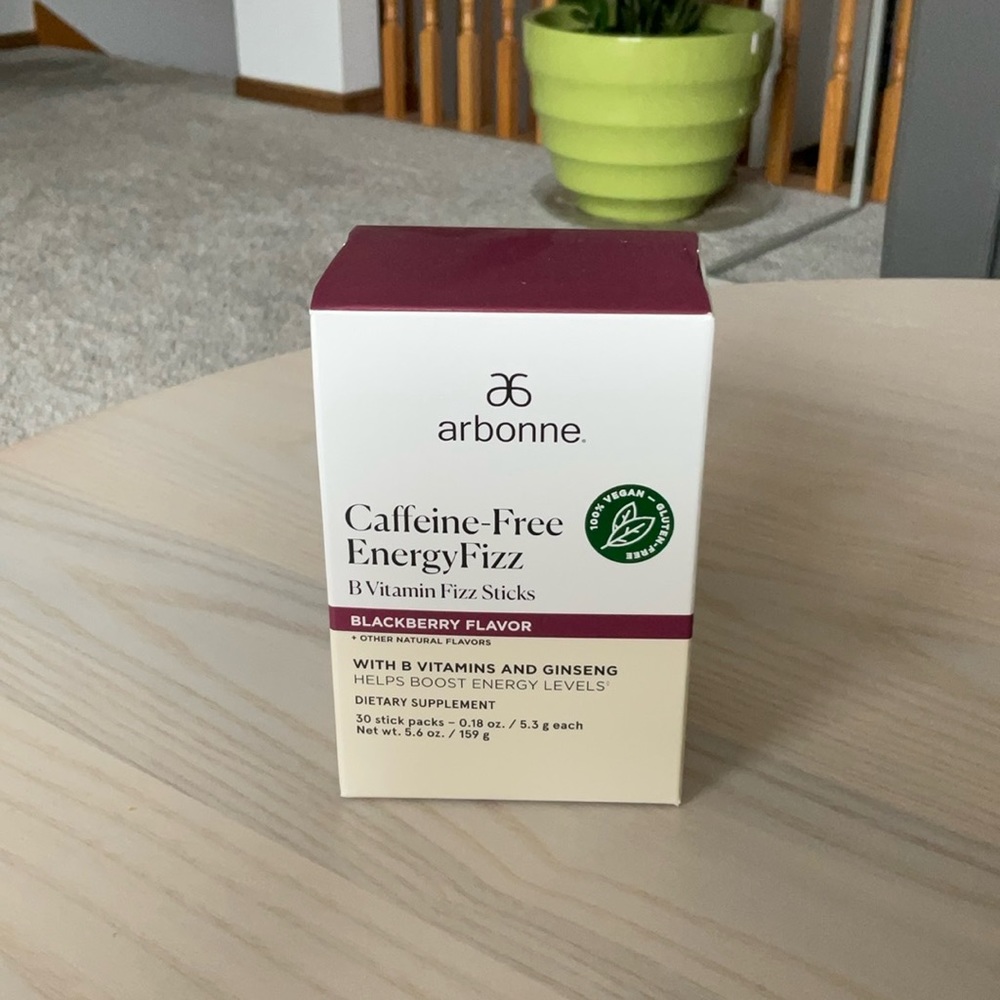 arbonne.
Caffeine-Free
EnergyFizz
B Vitamin Fizz Sticks
100% VEGAN – GLUTEN-FREE
BLACKBERRY FLAVOR
+ OTHER NATURAL FLAVORS
WITH B VITAMINS AND GINSENG
HELPS BOOST ENERGY LEVELS◊
DIETARY SUPPLEMENT
30 stick packs – 0.18 oz. / 5.3 g each
Net wt. 5.6 oz. / 159 g